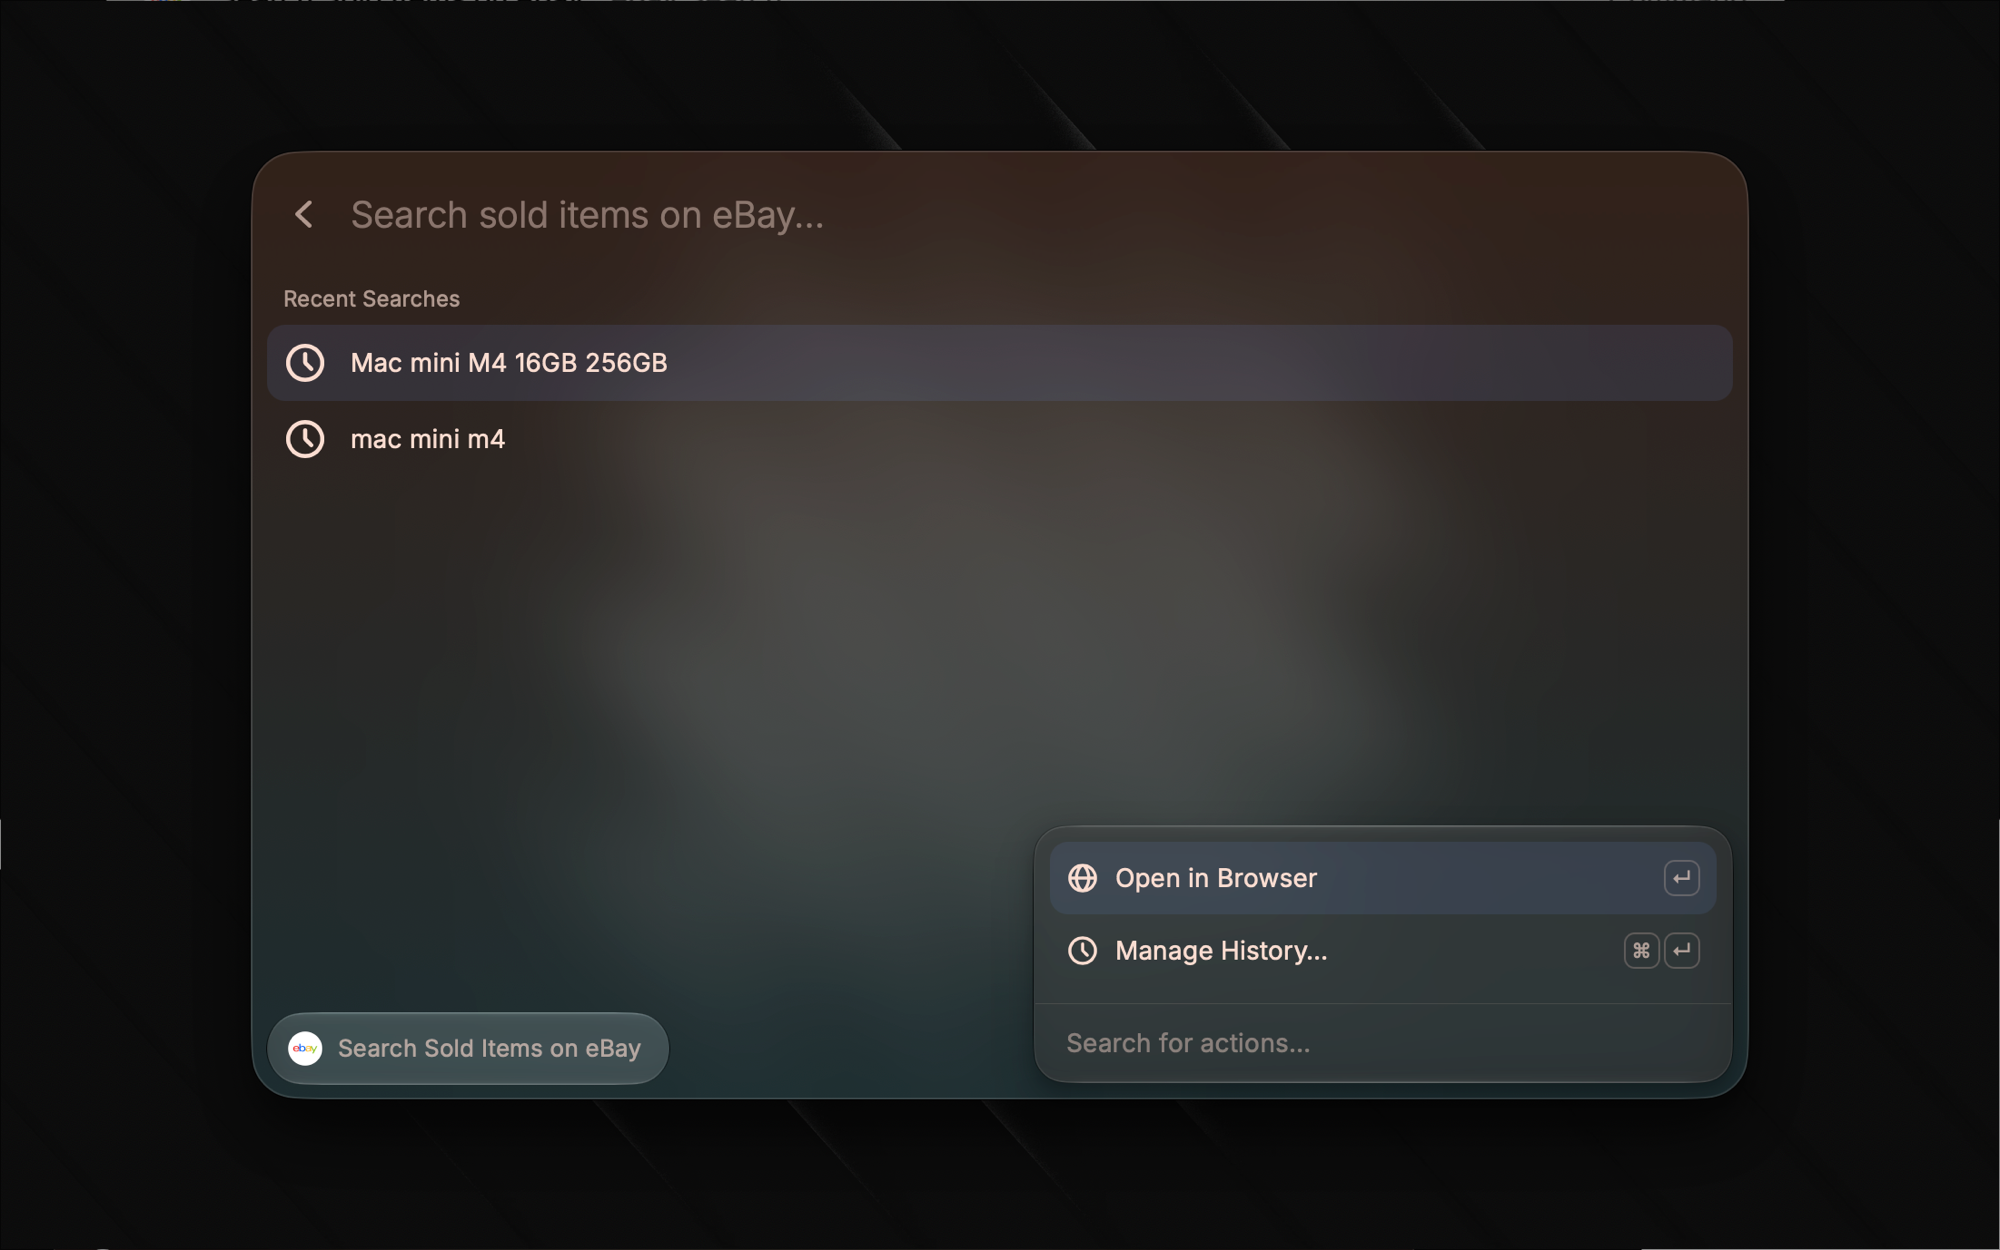 Search sold items on eBay...
Recent Searches
Mac mini M4 16GB 256GB
mac mini m4
Open in Browser ↵
Manage History... ⌘ ↵
Search for actions...
ebay Search Sold Items on eBay